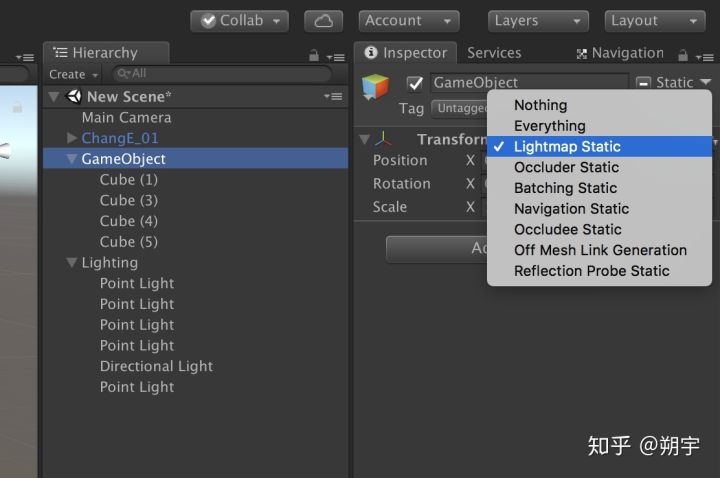 Collab Account Layers Layout
Hierarchy
Create All
New Scene*
Main Camera
ChangE_01
GameObject
Cube (1)
Cube (3)
Cube (4)
Cube (5)
Lighting
Point Light
Point Light
Point Light
Point Light
Directional Light
Point Light
Inspector Services Navigation
GameObject Static
Tag Untagged
Transform
Position X
Rotation X
Scale X
Nothing
Everything
Lightmap Static
Occluder Static
Batching Static
Navigation Static
Occludee Static
Off Mesh Link Generation
Reflection Probe Static
知乎 @朔宇